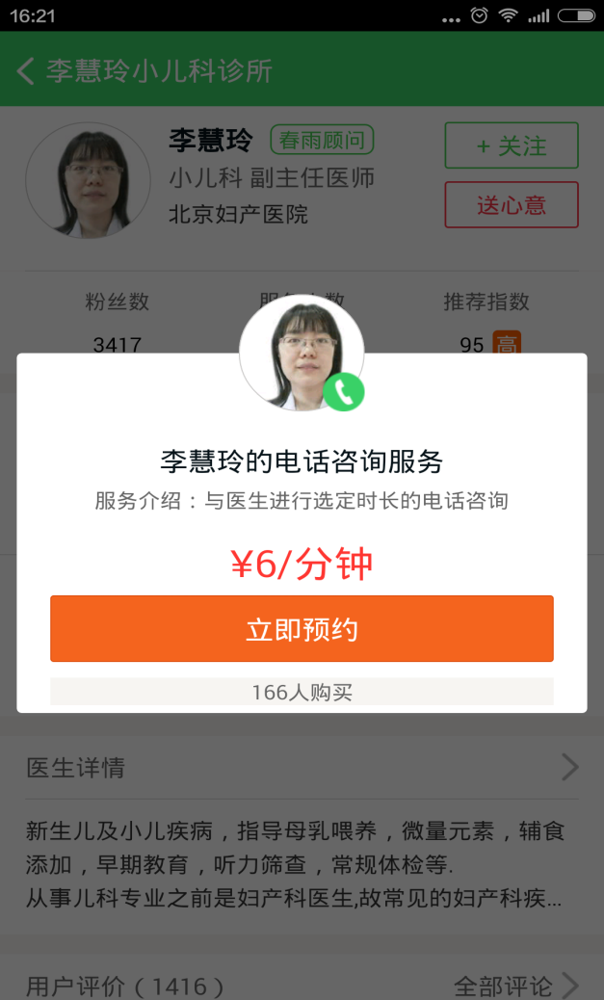 16:21
李慧玲小儿科诊所
李慧玲 春雨顾问
+ 关注
小儿科 副主任医师
送心意
北京妇产医院
粉丝数 服务人数 推荐指数
3417 95 高
李慧玲的电话咨询服务
服务介绍：与医生进行选定时长的电话咨询
¥6/分钟
立即预约
166人购买
医生详情
新生儿及小儿疾病，指导母乳喂养，微量元素，辅食
添加，早期教育，听力筛查，常规体检等.
从事儿科专业之前是妇产科医生,故常见的妇产科疾...
用户评价（1416） 全部评论